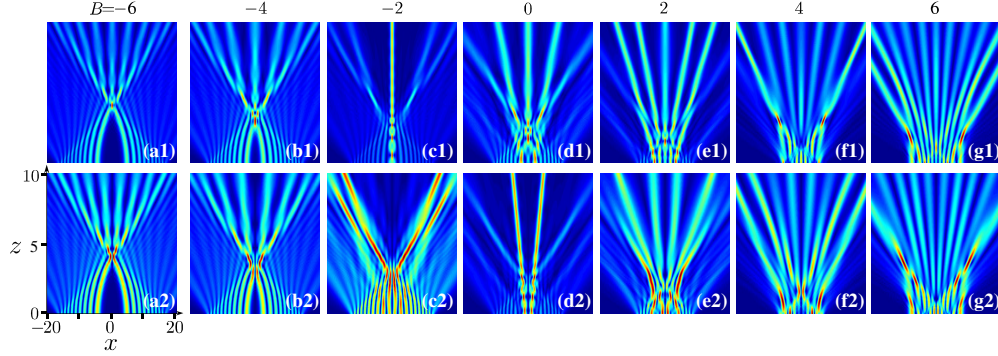 B=−6 −4 −2 0 2 4 6
(a1) (b1) (c1) (d1) (e1) (f1) (g1)
10
z 5
(a2) (b2) (c2) (d2) (e2) (f2) (g2)
0
−20 0 20
x